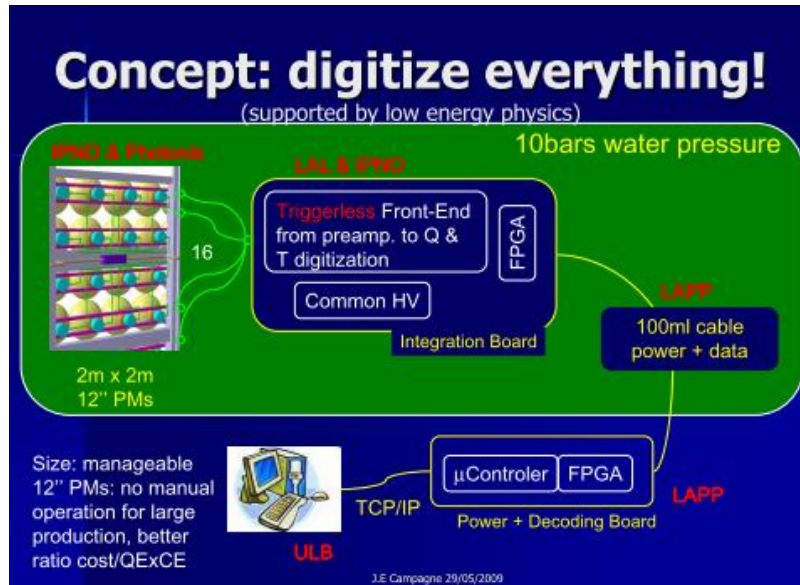 Concept: digitize everything!
(supported by low energy physics)
10bars water pressure
IPNO & Photonis
LAL & IPNO
Triggerless Front-End
from preamp. to Q &
T digitization
FPGA
16
Common HV
Integration Board
LAPP
100ml cable
power + data
2m x 2m
12'' PMs
Size: manageable
12'' PMs: no manual
operation for large
production, better
ratio cost/QExCE
ULB
TCP/IP
μControler
FPGA
Power + Decoding Board
LAPP
J.E Campagne 29/05/2009